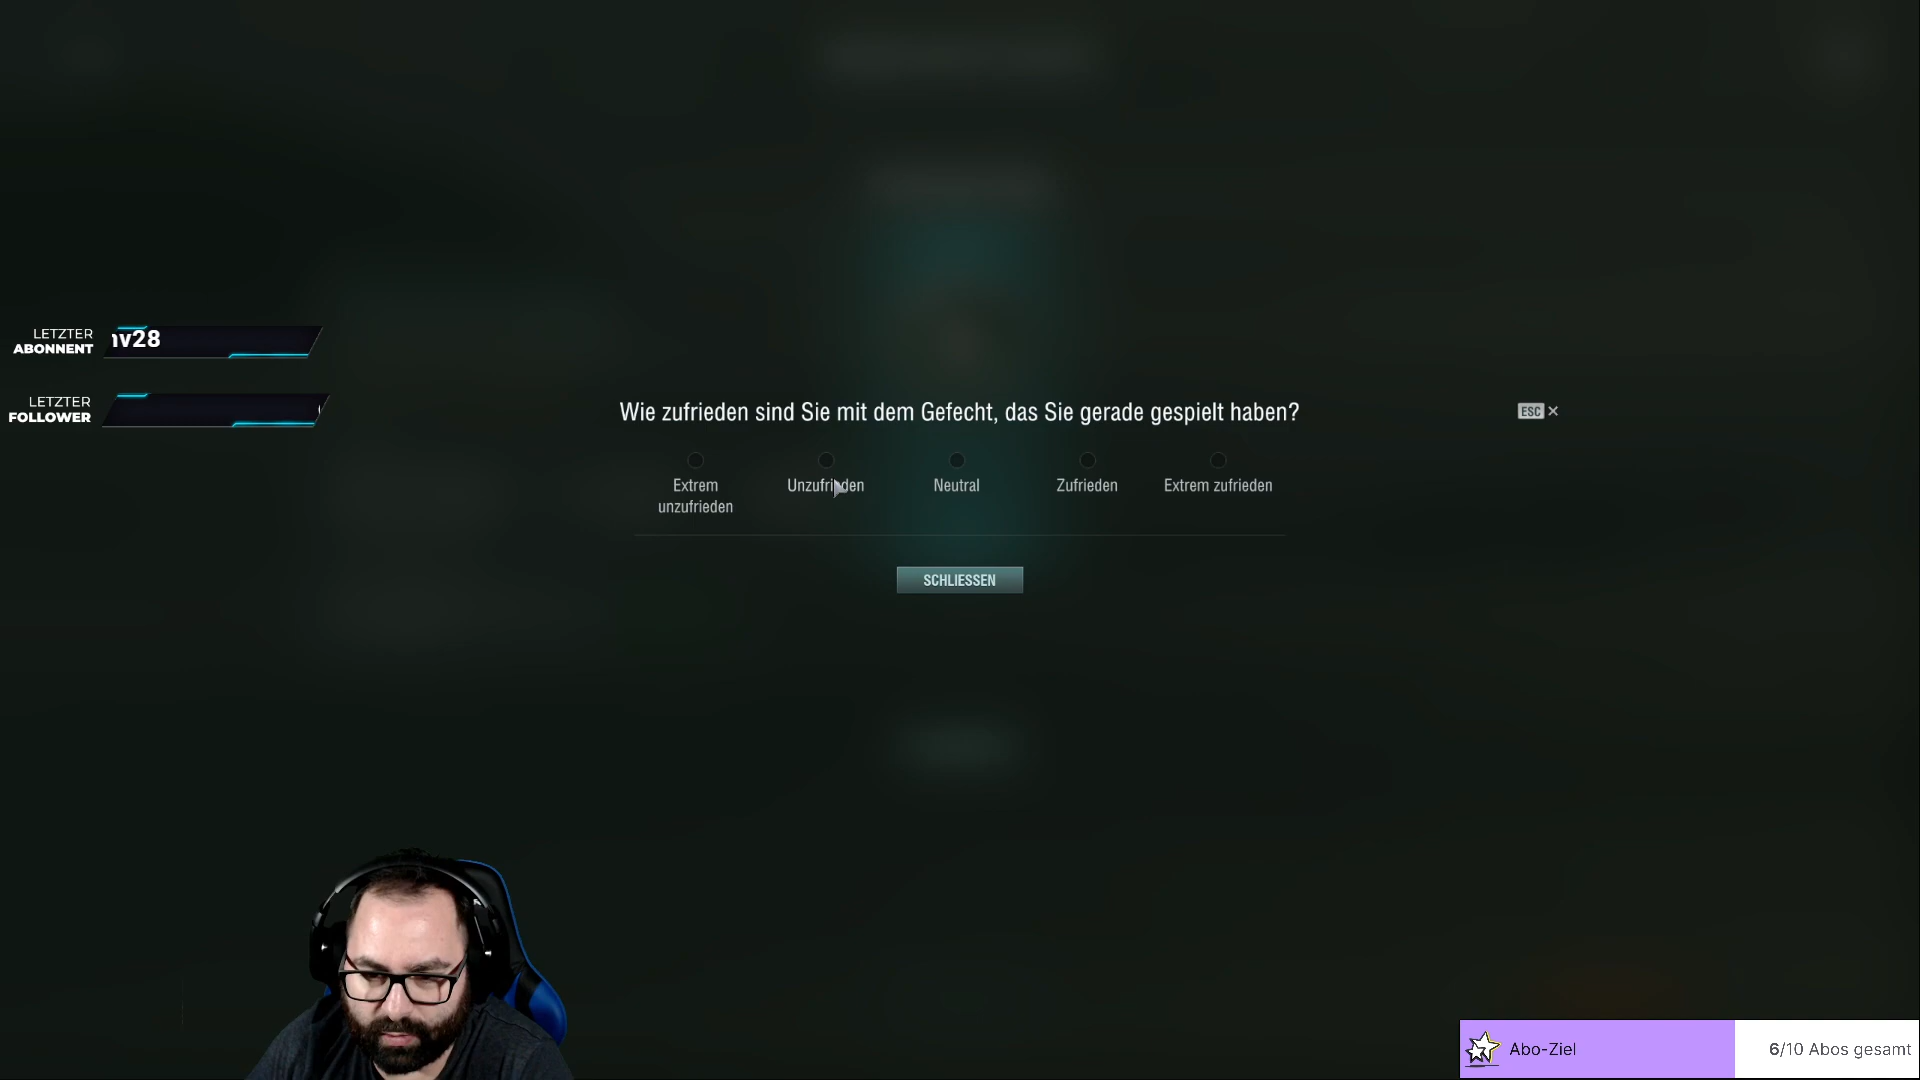 LETZTER
ABONNENT
v28
LETZTER
FOLLOWER
Wie zufrieden sind Sie mit dem Gefecht, das Sie gerade gespielt haben?
ESC ×
Extrem unzufrieden
Unzufrieden
Neutral
Zufrieden
Extrem zufrieden
SCHLIESSEN
Abo-Ziel
6/10 Abos gesamt